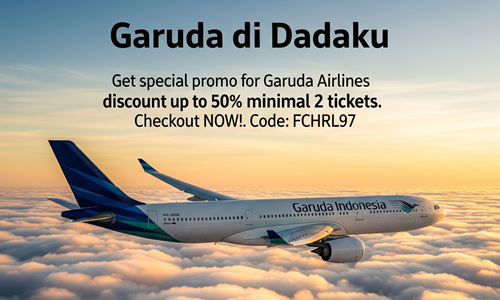 Garuda di Dadaku
Get special promo for Garuda Airlines
discount up to 50% minimal 2 tickets.
Checkout NOW!. Code: FCHRL97
Garuda Indonesia